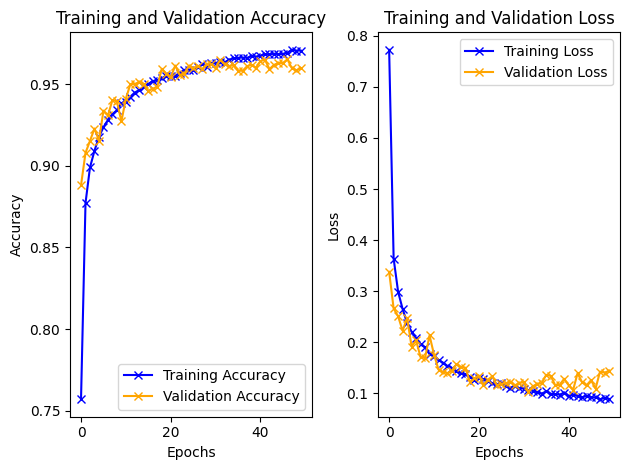 Training and Validation Accuracy
0.95
0.90
0.85
0.80
0.75
Accuracy
Training Accuracy
Validation Accuracy
0
20
40
Epochs
Training and Validation Loss
0.8
0.7
0.6
0.5
0.4
0.3
0.2
0.1
Loss
Training Loss
Validation Loss
0
20
40
Epochs